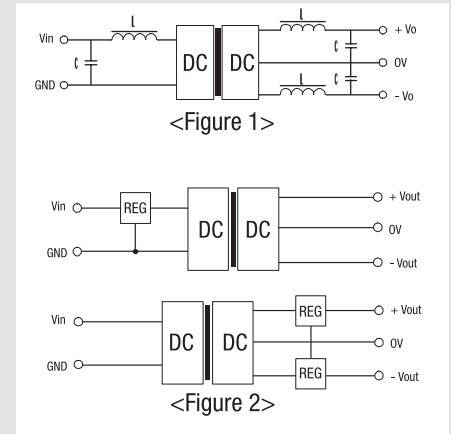 L
L
Vin
+ Vo
C
C
DC
DC
0V
C
L
GND
- Vo
<Figure 1>
Vin
REG
+ Vout
DC
DC
0V
GND
- Vout
Vin
REG
+ Vout
DC
DC
0V
GND
REG
- Vout
<Figure 2>